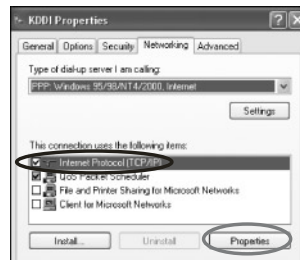 KDDI Properties
General Options Security Networking Advanced
Type of dial-up server I am calling:
PPP: Windows 95/98/NT4/2000, Internet
Settings
This connection uses the following items:
Internet Protocol (TCP/IP)
QoS Packet Scheduler
File and Printer Sharing for Microsoft Networks
Client for Microsoft Networks
Install... Uninstall Properties